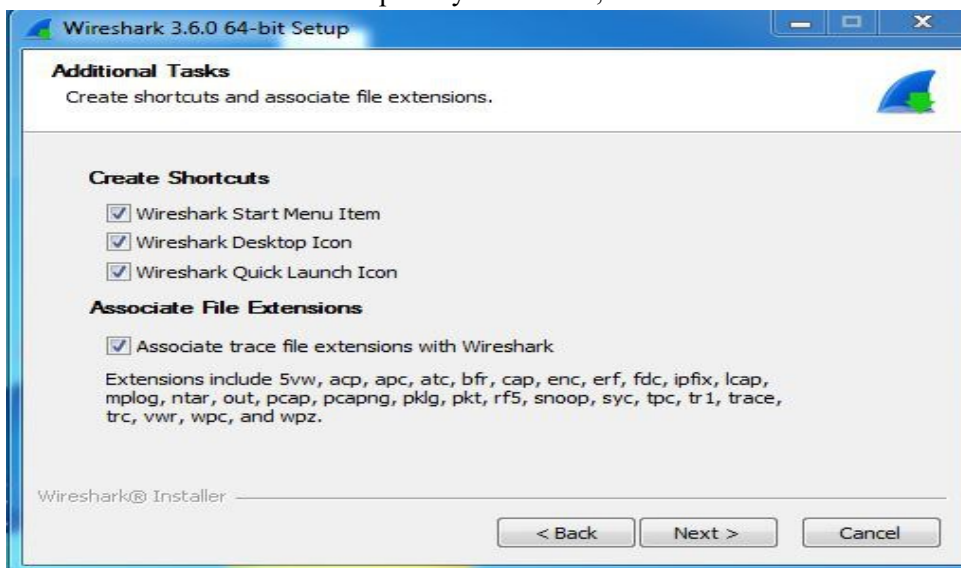 Wireshark 3.6.0 64-bit Setup
Additional Tasks
Create shortcuts and associate file extensions.
Create Shortcuts
Wireshark Start Menu Item
Wireshark Desktop Icon
Wireshark Quick Launch Icon
Associate File Extensions
Associate trace file extensions with Wireshark
Extensions include 5vw, acp, apc, atc, bfr, cap, enc, erf, fdc, ipfix, lcap,
mplog, ntar, out, pcap, pcapng, pklg, pkt, rf5, snoop, syc, tpc, tr1, trace,
trc, vwr, wpc, and wpz.
Wireshark® Installer
< Back Next > Cancel